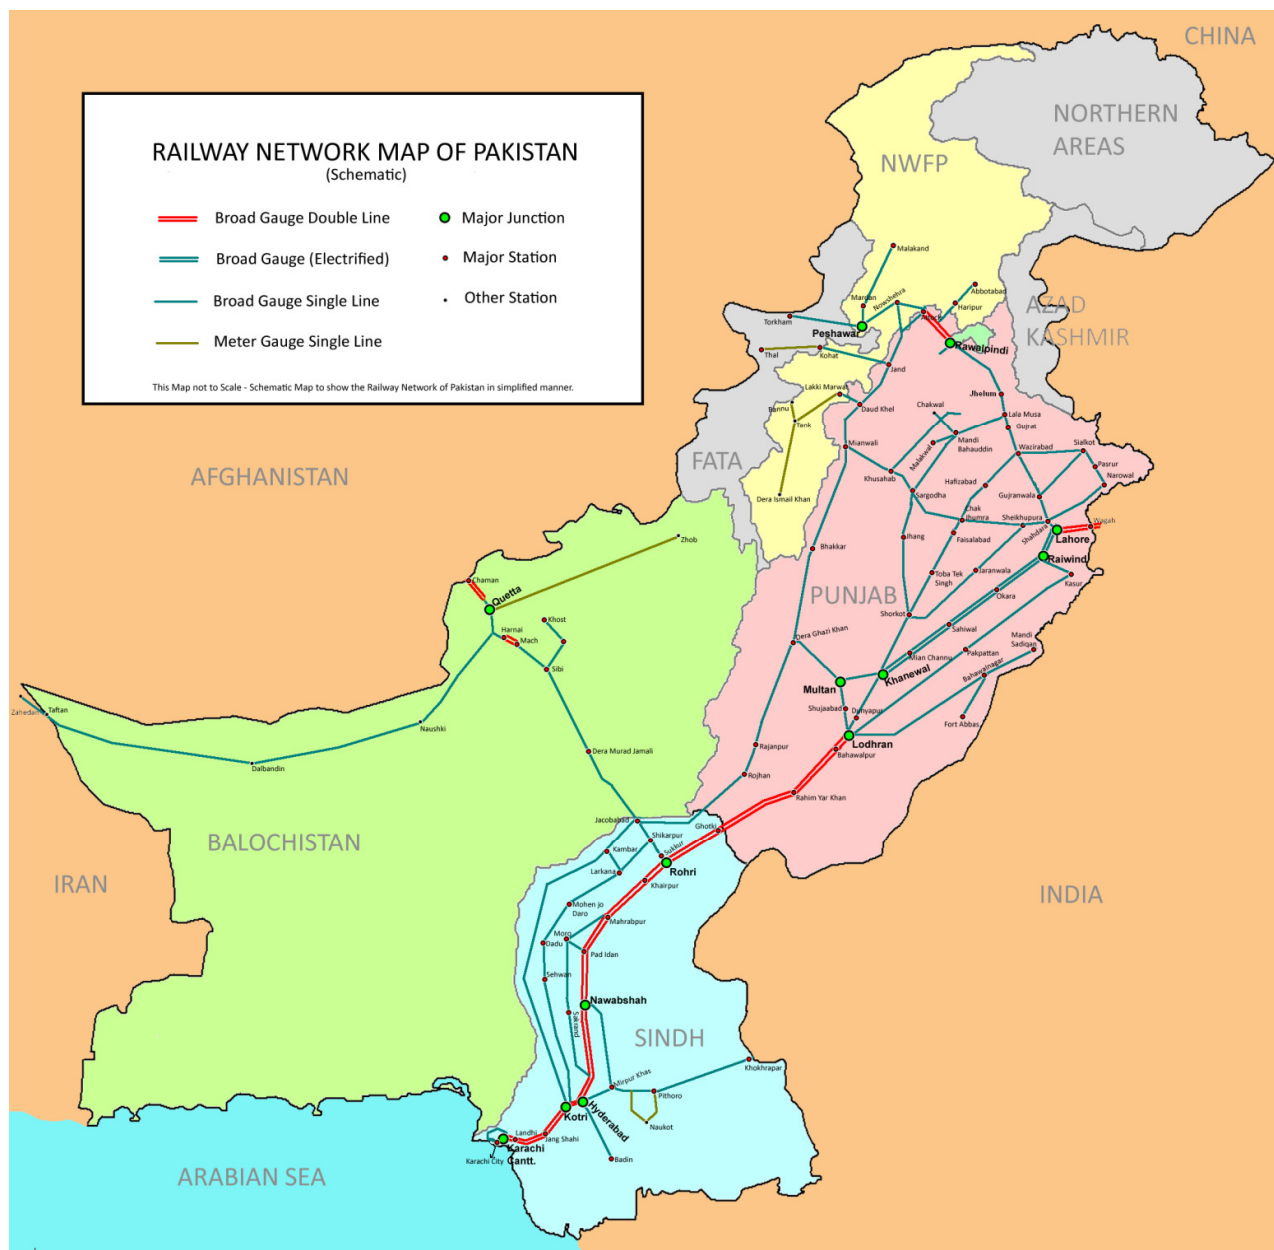 CHINA
NORTHERN
AREAS
NWFP
RAILWAY NETWORK MAP OF PAKISTAN
(Schematic)
Broad Gauge Double Line
Major Junction
Broad Gauge (Electrified)
Major Station
Broad Gauge Single Line
Other Station
Meter Gauge Single Line
This Map not to Scale - Schematic Map to show the Railway Network of Pakistan in simplified manner.
Malakand
Abbotabad
Mardan
Nowshehra
Haripur
Attock
AZAD
KASHMIR
Torkham
Peshawar
Rawalpindi
Thal
Kohat
Jand
Lakki Marwat
Jhelum
Bannu
Daud Khel
Chakwal
Lala Musa
Tank
Gujrat
Mianwali
Malakwal
Mandi
Bahauddin
Wazirabad
Sialkot
FATA
Pasrur
AFGHANISTAN
Khusahab
Narowal
Dera Ismail Khan
Sargodha
Hafizabad
Gujranwala
Chak
Jhumra
Sheikhupura
Shahdara
Wagah
Lahore
Zhob
Jhang
Faisalabad
Bhakkar
Raiwind
Chaman
Toba Tek
Singh
Jaranwala
Kasur
Quetta
PUNJAB
Okara
Khost
Shorkot
Harnai
Mach
Dera Ghazi Khan
Sahiwal
Mandi
Sadiqan
Sibi
Mian Channu
Pakpattan
Khanewal
Bahawalnagar
Multan
Zahedan
Taftan
Shujaabad
Dunyapur
Fort Abbas
Naushki
Lodhran
Rajanpur
Bahawalpur
Dera Murad Jamali
Dalbandin
Rojhan
Rahim Yar Khan
Jacobabad
Ghotki
BALOCHISTAN
Shikarpur
Kambar
Sukkur
Larkana
Rohri
IRAN
Khairpur
INDIA
Mohen jo
Daro
Mahrabpur
Moro
Dadu
Pad Idan
Sehwan
Nawabshah
Sakrand
SINDH
Khokhrapar
Mirpur Khas
Pithoro
Kotri
Hyderabad
Naukot
Landhi
Jang Shahi
Karachi
Cantt.
Karachi City
Badin
ARABIAN SEA